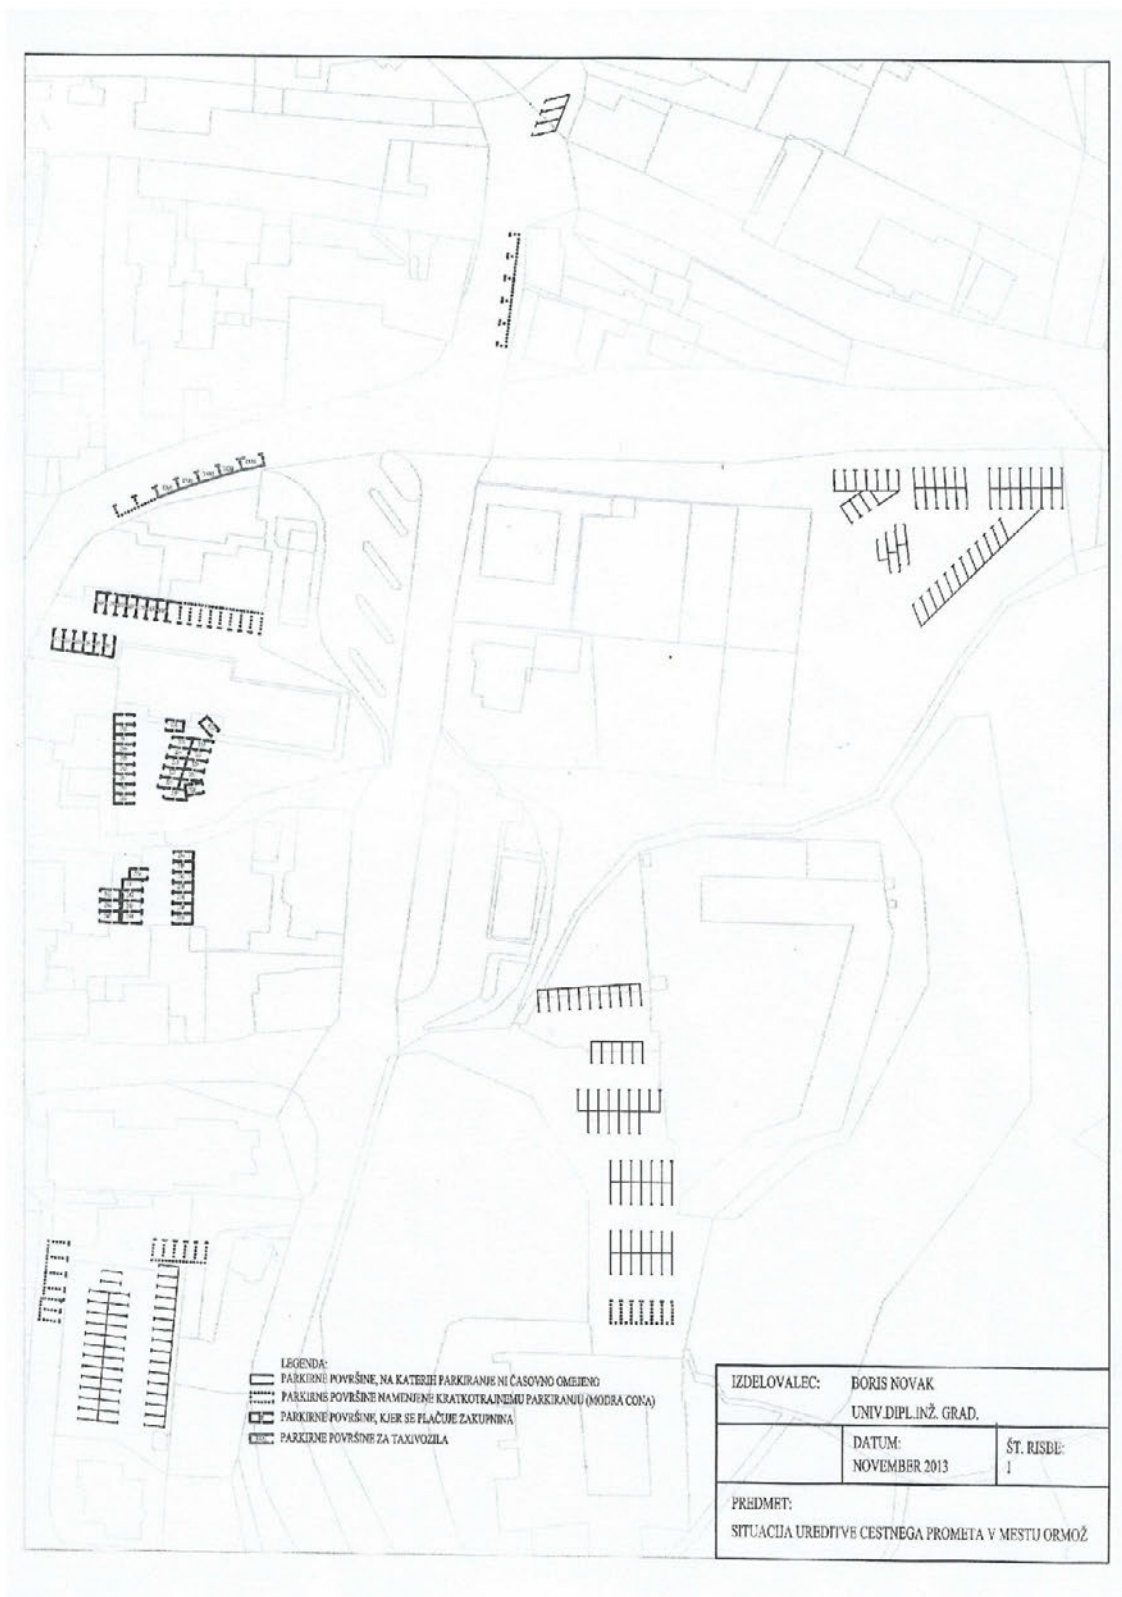 LEGENDA:
PARKIRNE POVRŠINE, NA KATERIH PARKIRANJE NI ČASOVNO OMEJENO
PARKIRNE POVRŠINE NAMENJENE KRATKOTRAJNEMU PARKIRANJU (MODRA CONA)
PARKIRNE POVRŠINE, KJER SE PLAČUJE ZAKUPNINA
PARKIRNE POVRŠINE ZA TAXI VOZILA
IZDELOVALEC: BORIS NOVAK
UNIV.DIPL.INŽ. GRAD.
DATUM:
NOVEMBER 2013
ŠT. RISBE:
1
PREDMET:
SITUACIJA UREDITVE CESTNEGA PROMETA V MESTU ORMOŽ